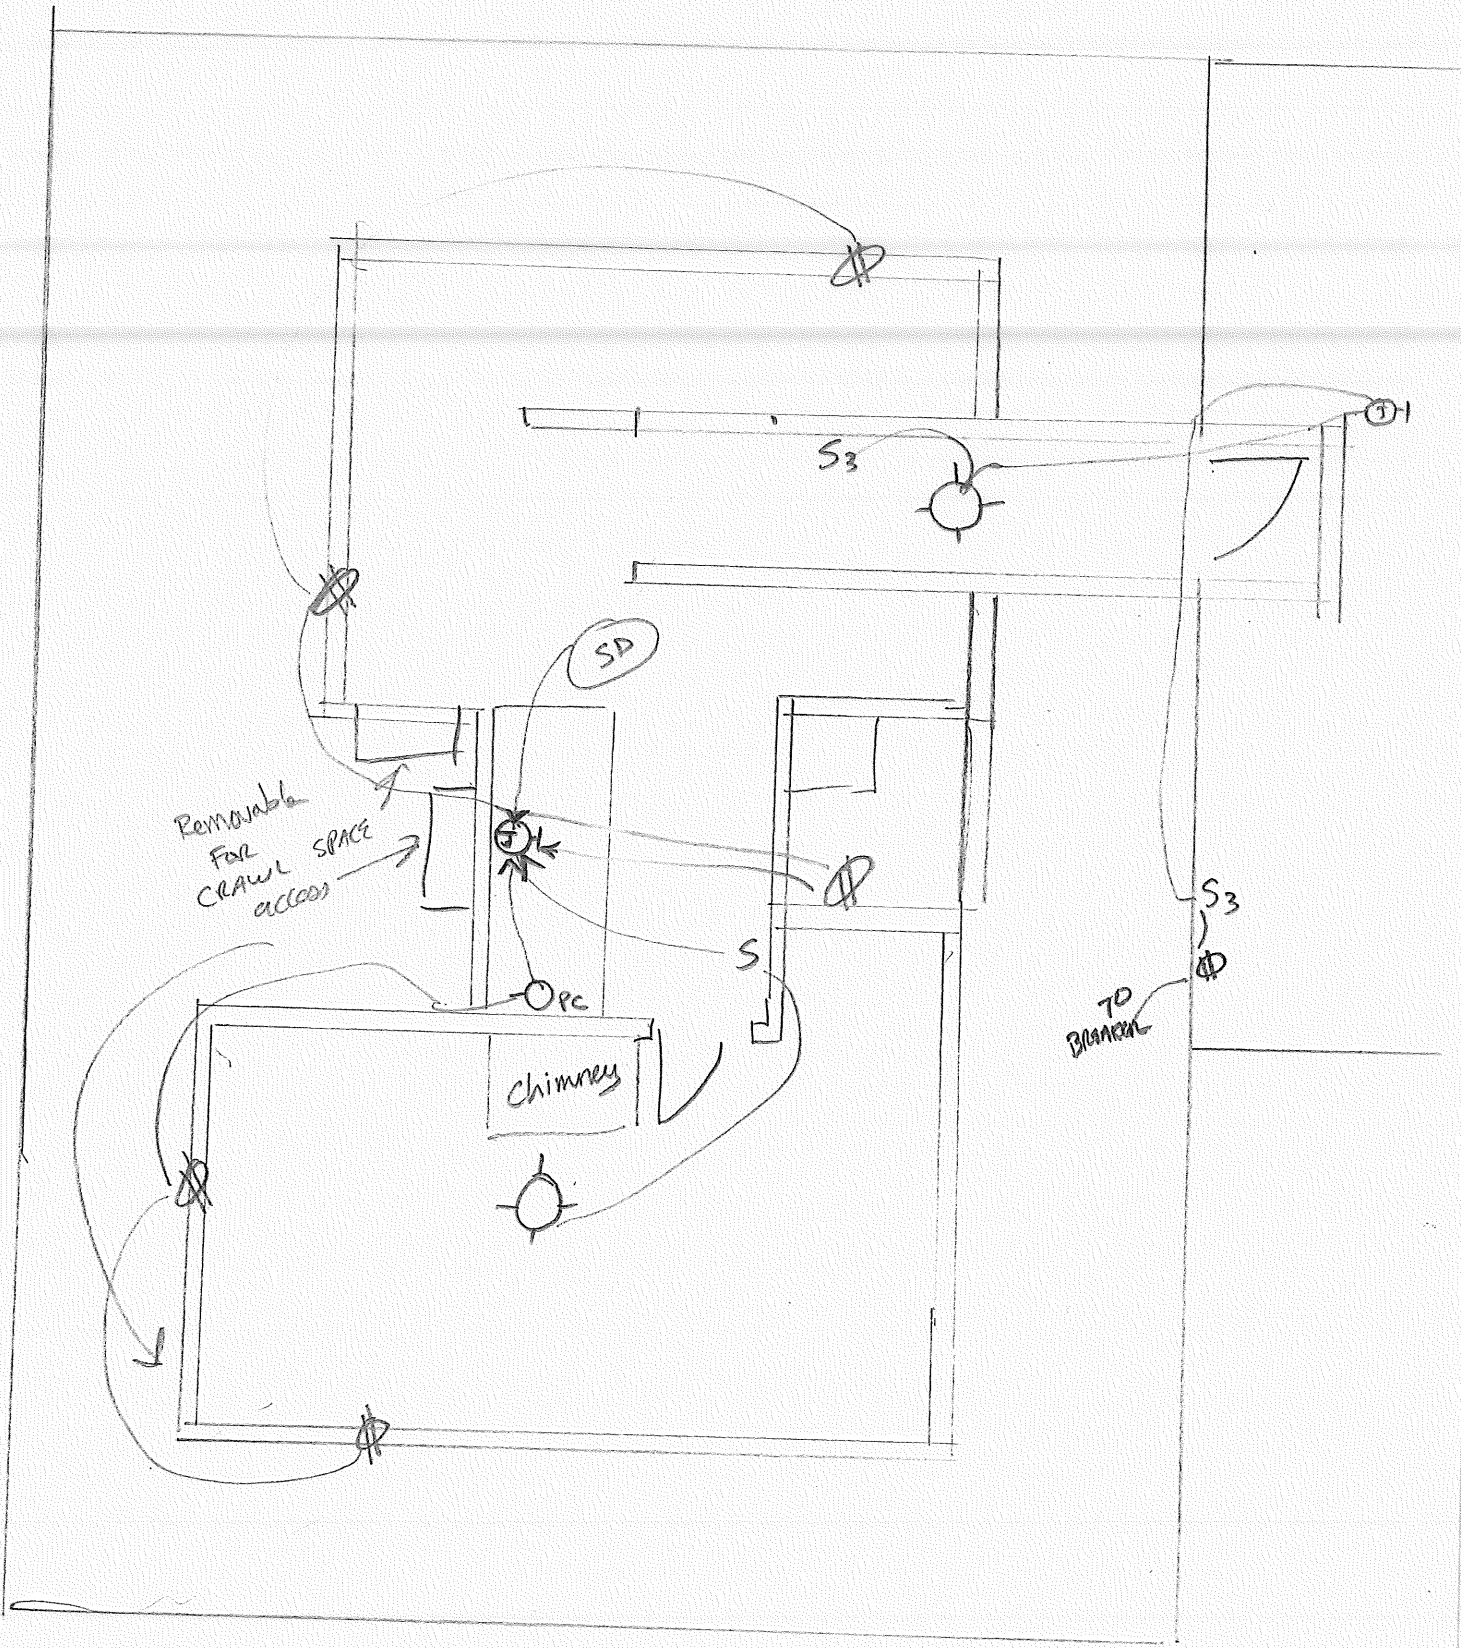 S3
J
SD
Removable
FOR
CRAWL SPACE
access
J
S
S3
PC
TO
BREAKER
chimney